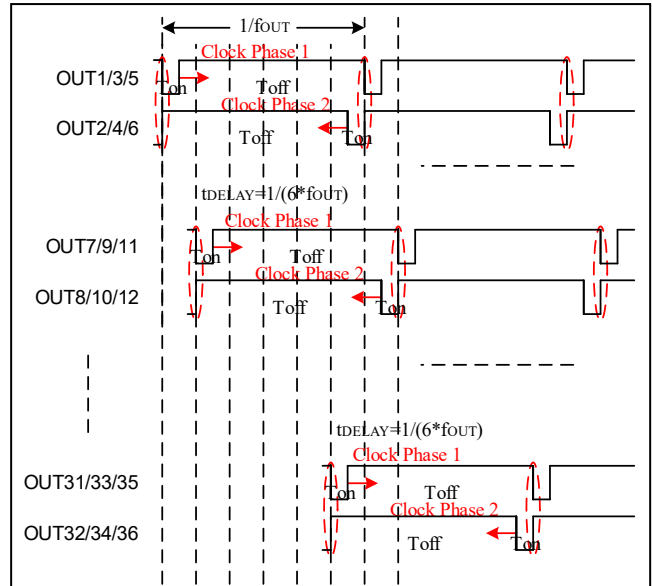 1/fOUT
Clock Phase 1
OUT1/3/5
Ton
Toff
Clock Phase 2
OUT2/4/6
Toff
Ton
tDELAY=1/(6*fOUT)
Clock Phase 1
OUT7/9/11
Ton
Toff
Clock Phase 2
OUT8/10/12
Toff
Ton
tDELAY=1/(6*fOUT)
Clock Phase 1
OUT31/33/35
Ton
Toff
Clock Phase 2
OUT32/34/36
Toff
Ton